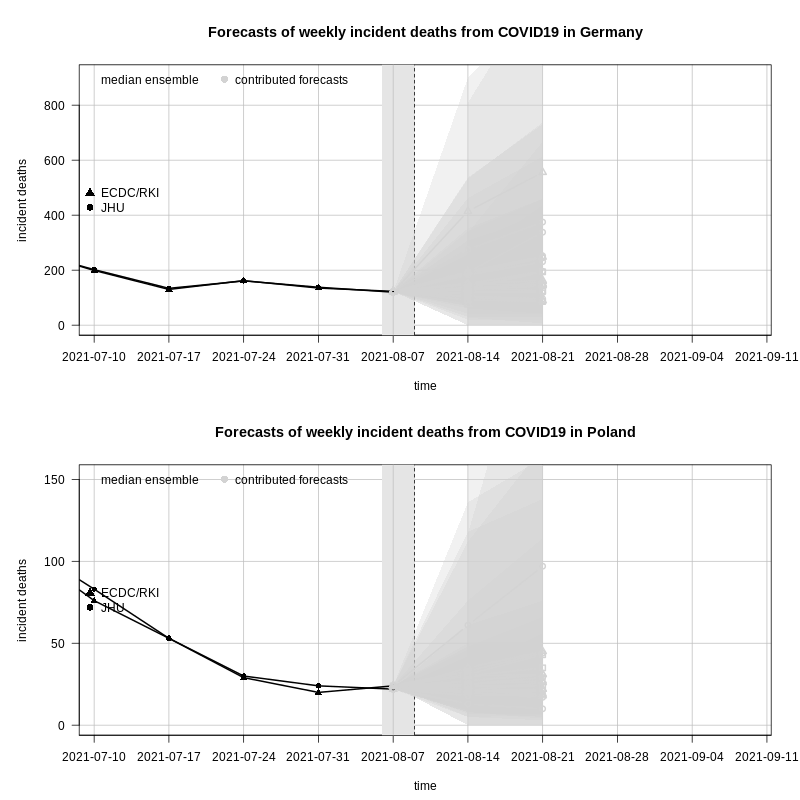 Forecasts of weekly incident deaths from COVID19 in Germany
median ensemble contributed forecasts
800
600
400
200
0
incident deaths
ECDC/RKI
JHU
2021-07-10 2021-07-17 2021-07-24 2021-07-31 2021-08-07 2021-08-14 2021-08-21 2021-08-28 2021-09-04 2021-09-11
time
Forecasts of weekly incident deaths from COVID19 in Poland
median ensemble contributed forecasts
150
100
50
0
incident deaths
ECDC/RKI
JHU
2021-07-10 2021-07-17 2021-07-24 2021-07-31 2021-08-07 2021-08-14 2021-08-21 2021-08-28 2021-09-04 2021-09-11
time